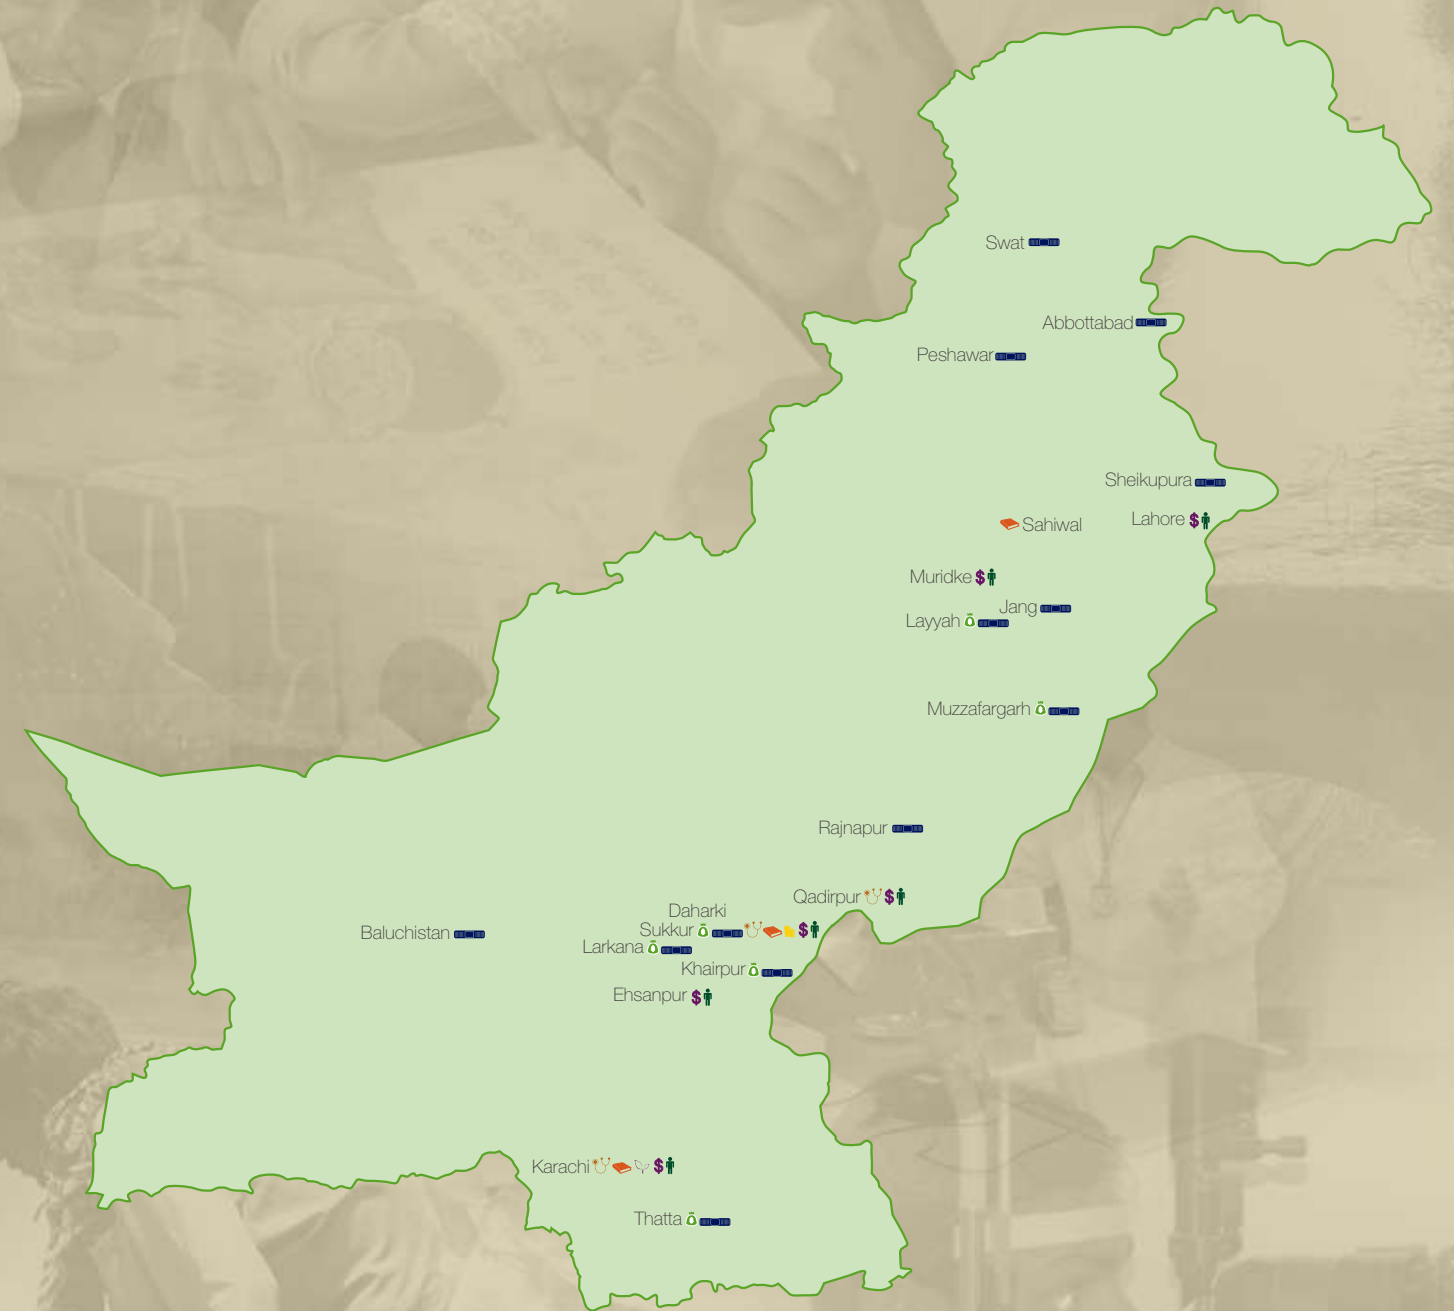 Swat
Abbottabad
Peshawar
Sheikupura
Lahore $
Sahiwal
Muridke $
Jang
Layyah
Muzzafargarh
Rajnapur
Qadirpur $
Daharki
Sukkur $
Baluchistan
Larkana
Khairpur
Ehsanpur $
Karachi $
Thatta